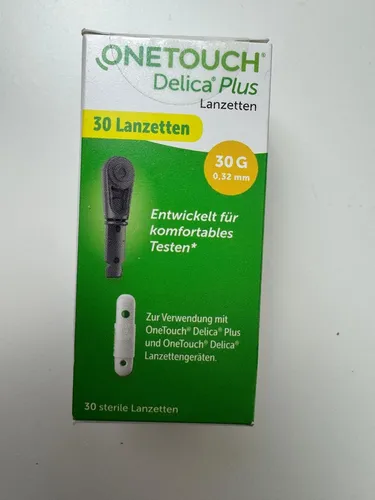 ONETOUCH®
Delica® Plus
Lanzetten
30 Lanzetten
30 G
0,32 mm
Entwickelt für
komfortables
Testen*
Zur Verwendung mit
OneTouch® Delica® Plus
und OneTouch® Delica®
Lanzettengeräten.
30 sterile Lanzetten